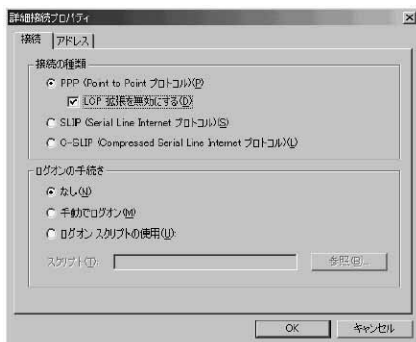 詳細接続プロパティ
接続 アドレス
接続の種類
PPP (Point to Point プロトコル)(P)
LCP 拡張を無効にする(D)
SLIP (Serial Line Internet プロトコル)(S)
C-SLIP (Compressed Serial Line Internet プロトコル)(L)
ログオンの手続き
なし(N)
手動でログオン(M)
ログオン スクリプトの使用(U):
スクリプト(T): 参照(B)...
OK キャンセル